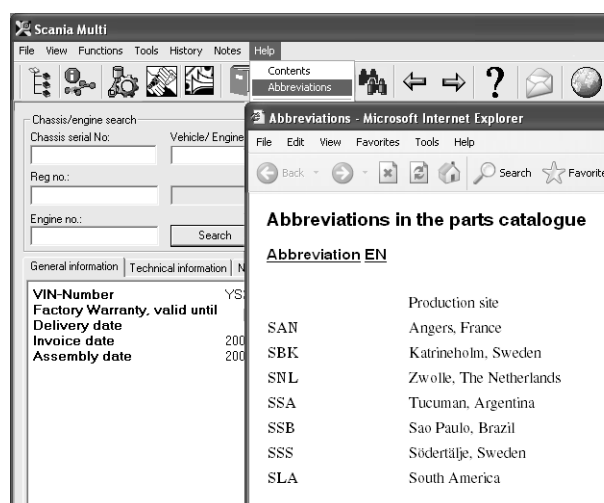 Scania Multi
File View Functions Tools History Notes Help
Contents
Abbreviations
Chassis/engine search
Chassis serial No: Vehicle/ Engine
Reg no.:
Engine no.:
Search
General information Technical information N
VIN-Number YS
Factory Warranty, valid until
Delivery date
Invoice date 200
Assembly date 200
Abbreviations - Microsoft Internet Explorer
File Edit View Favorites Tools Help
Back Search Favorite
Abbreviations in the parts catalogue
Abbreviation EN
Production site
SAN Angers, France
SBK Katrineholm, Sweden
SNL Zwolle, The Netherlands
SSA Tucuman, Argentina
SSB Sao Paulo, Brazil
SSS Södertälje, Sweden
SLA South America